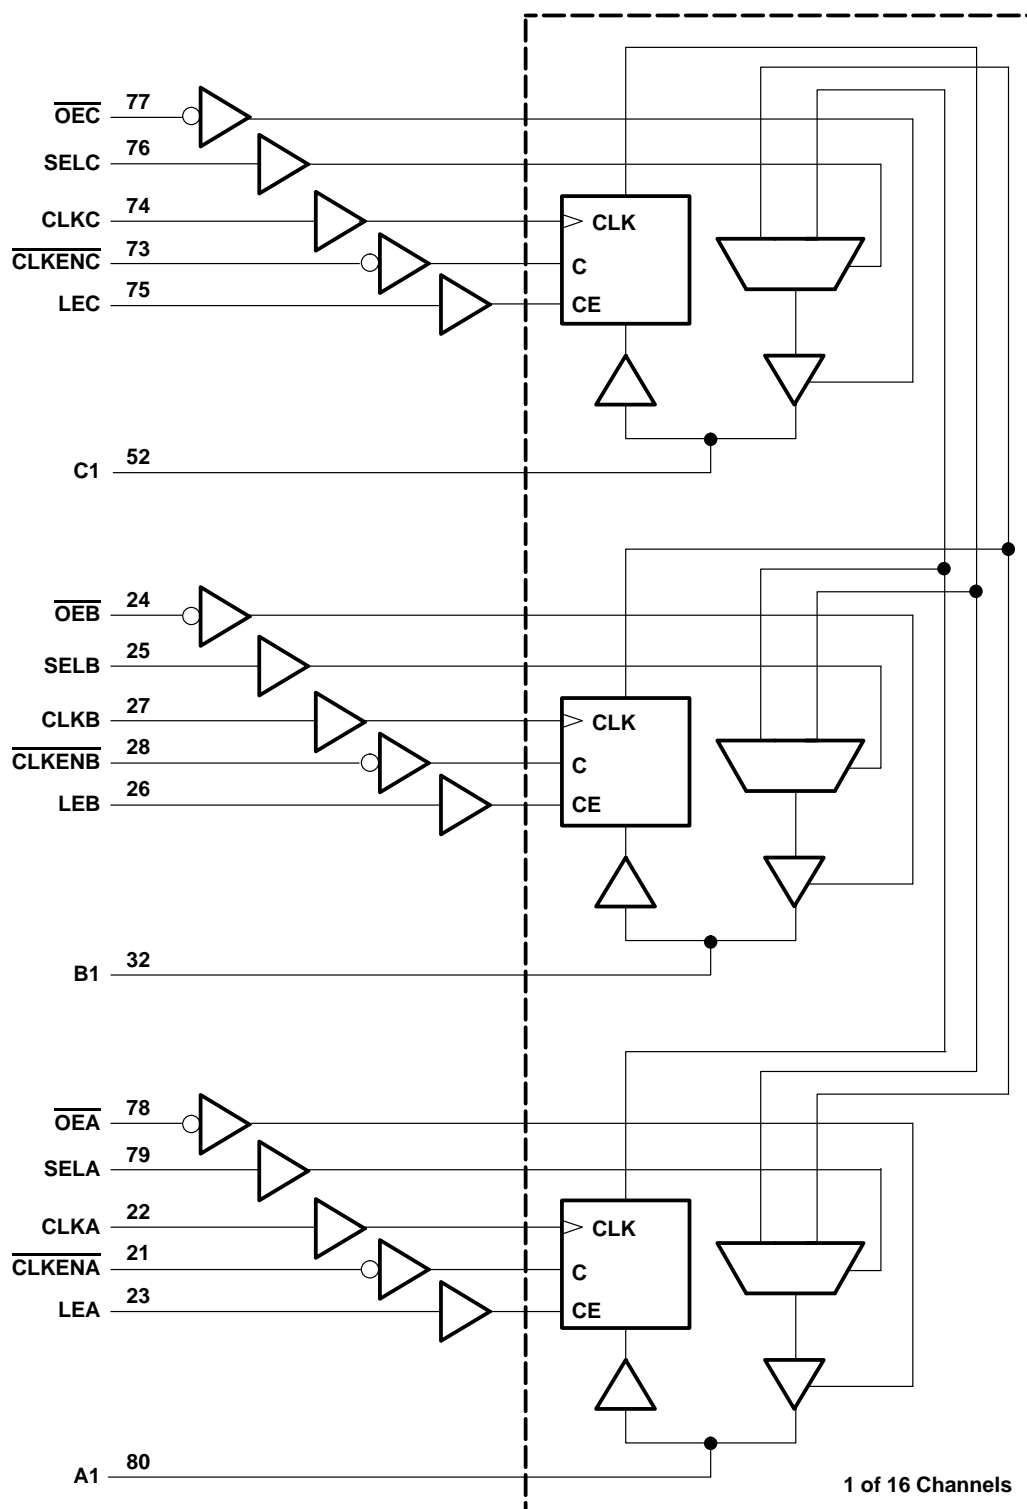 OEC 77
SELC 76
CLKC 74
CLKENC 73
LEC 75
CLK
C
CE
C1 52
OEB 24
SELB 25
CLKB 27
CLKENB 28
LEB 26
CLK
C
CE
B1 32
OEA 78
SELA 79
CLKA 22
CLKENA 21
LEA 23
CLK
C
CE
A1 80
1 of 16 Channels